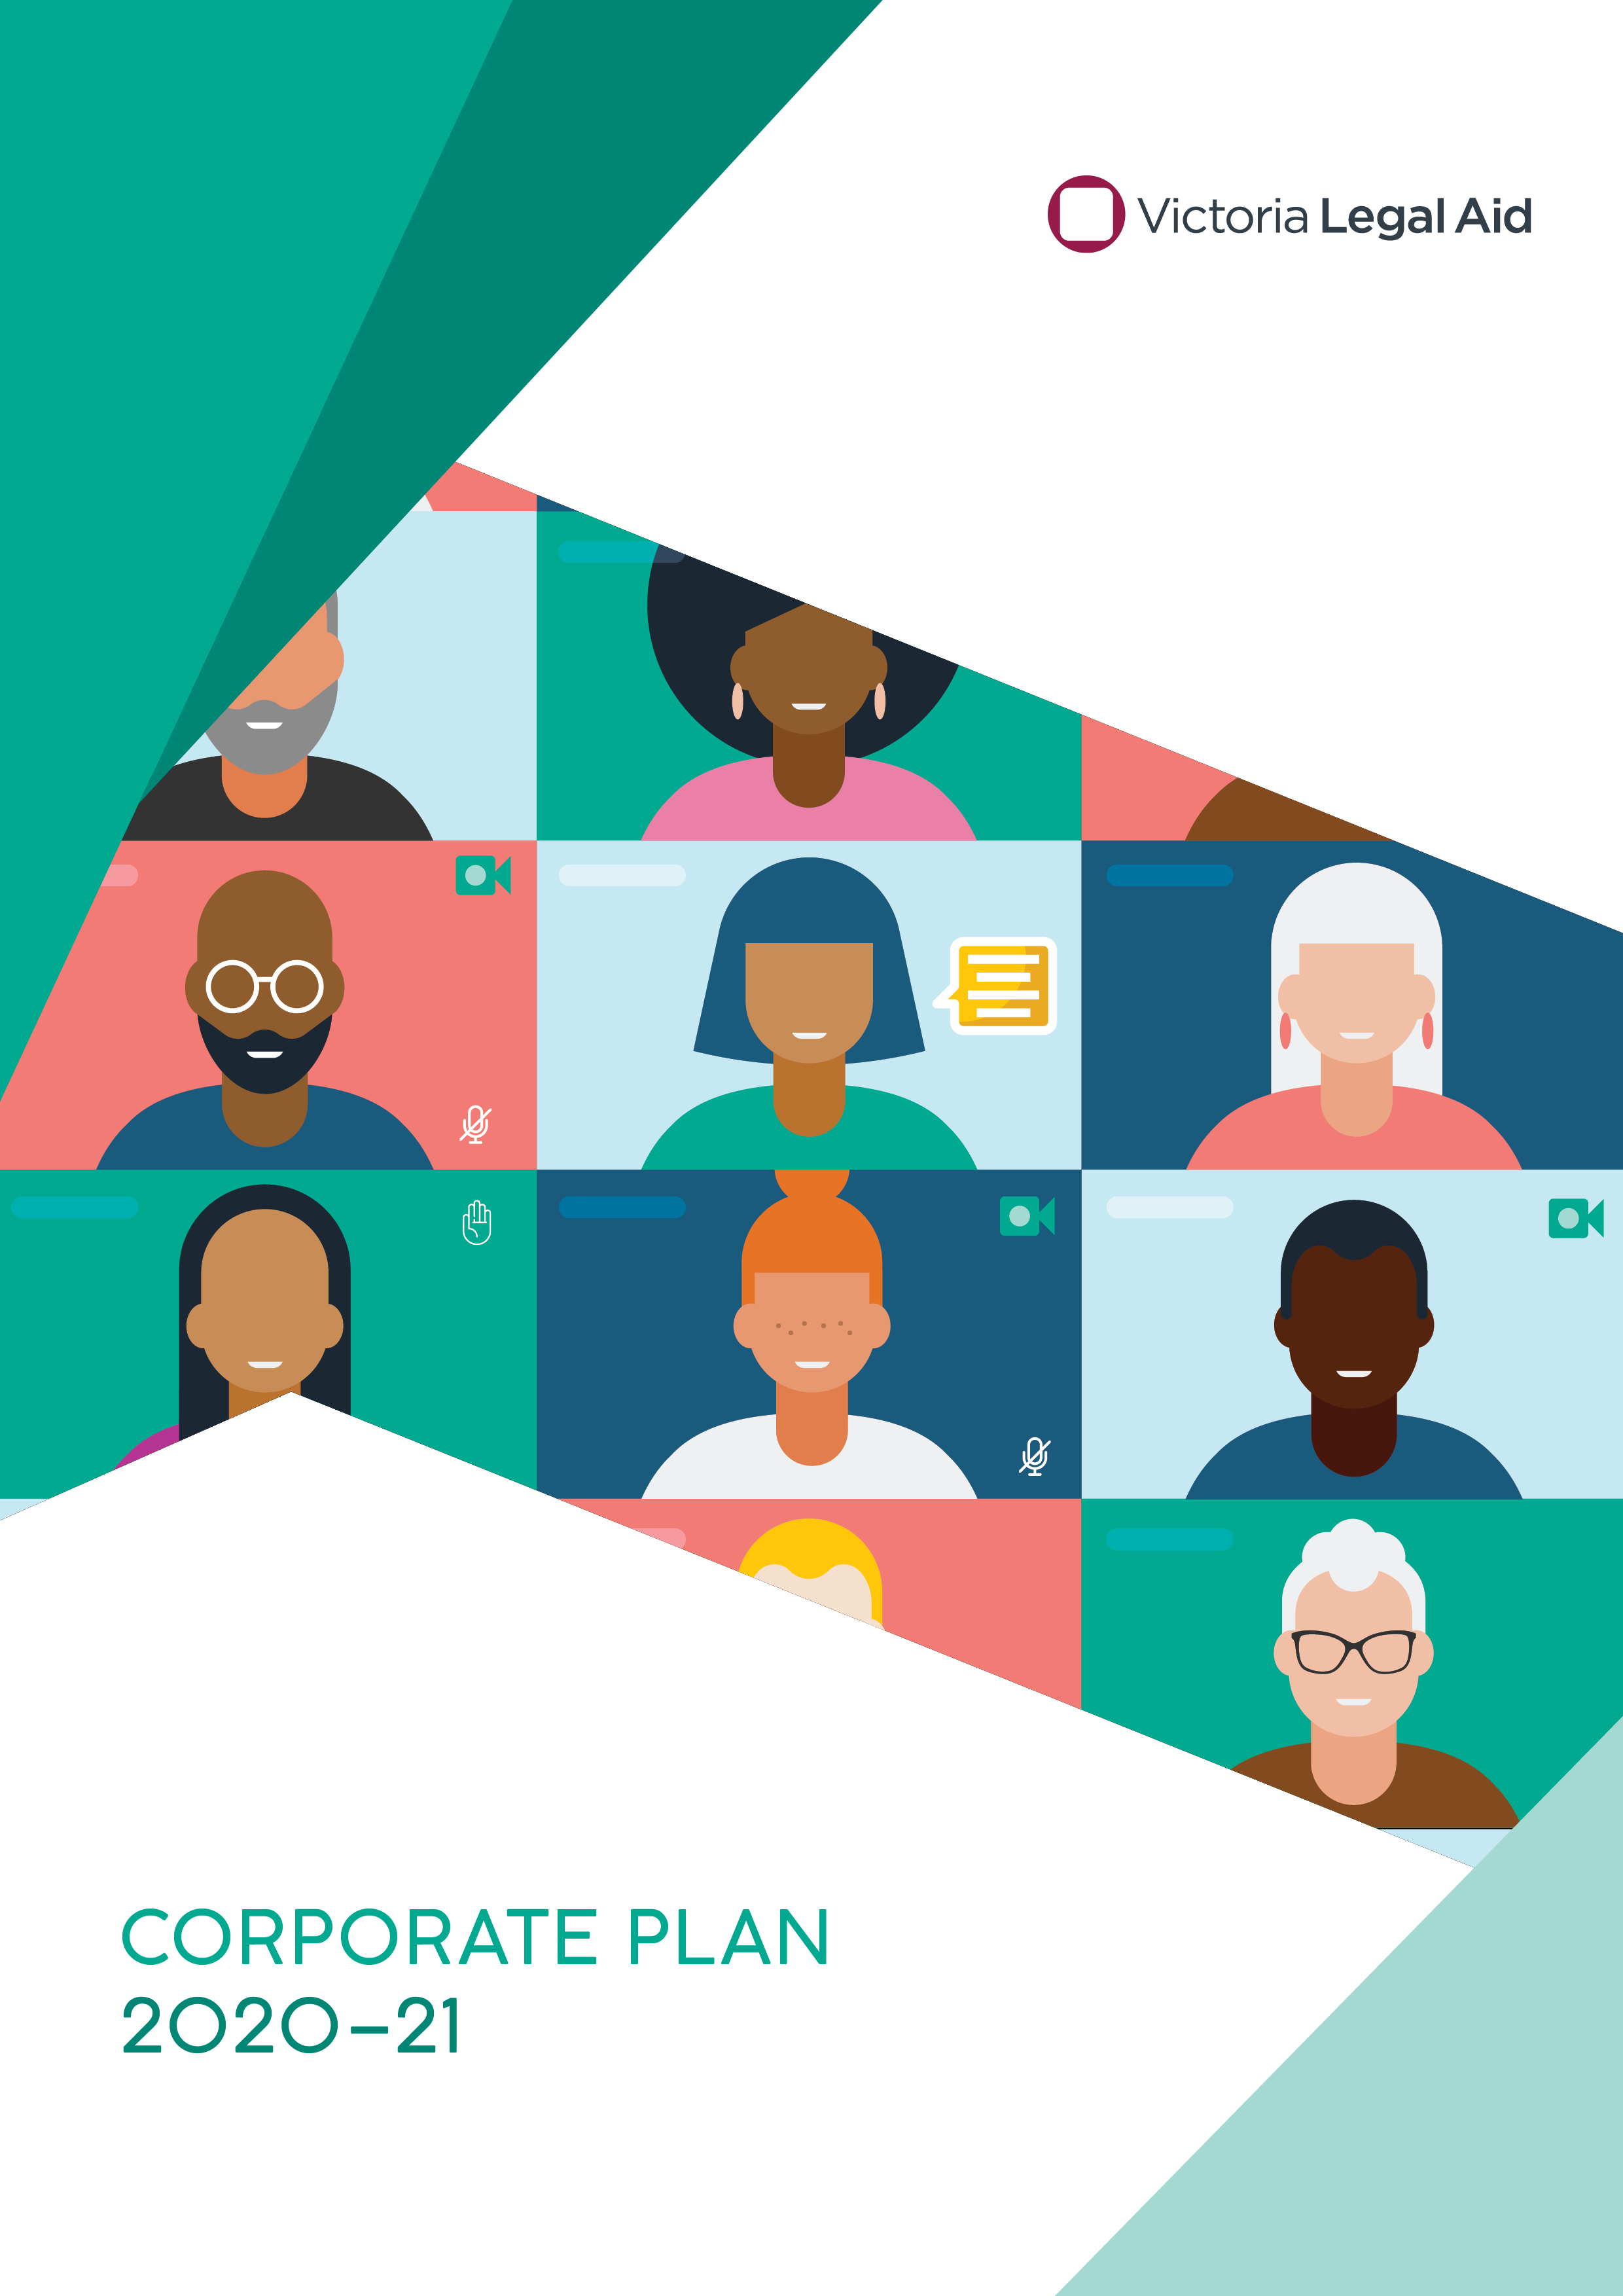 Victoria Legal Aid
CORPORATE PLAN
2020–21